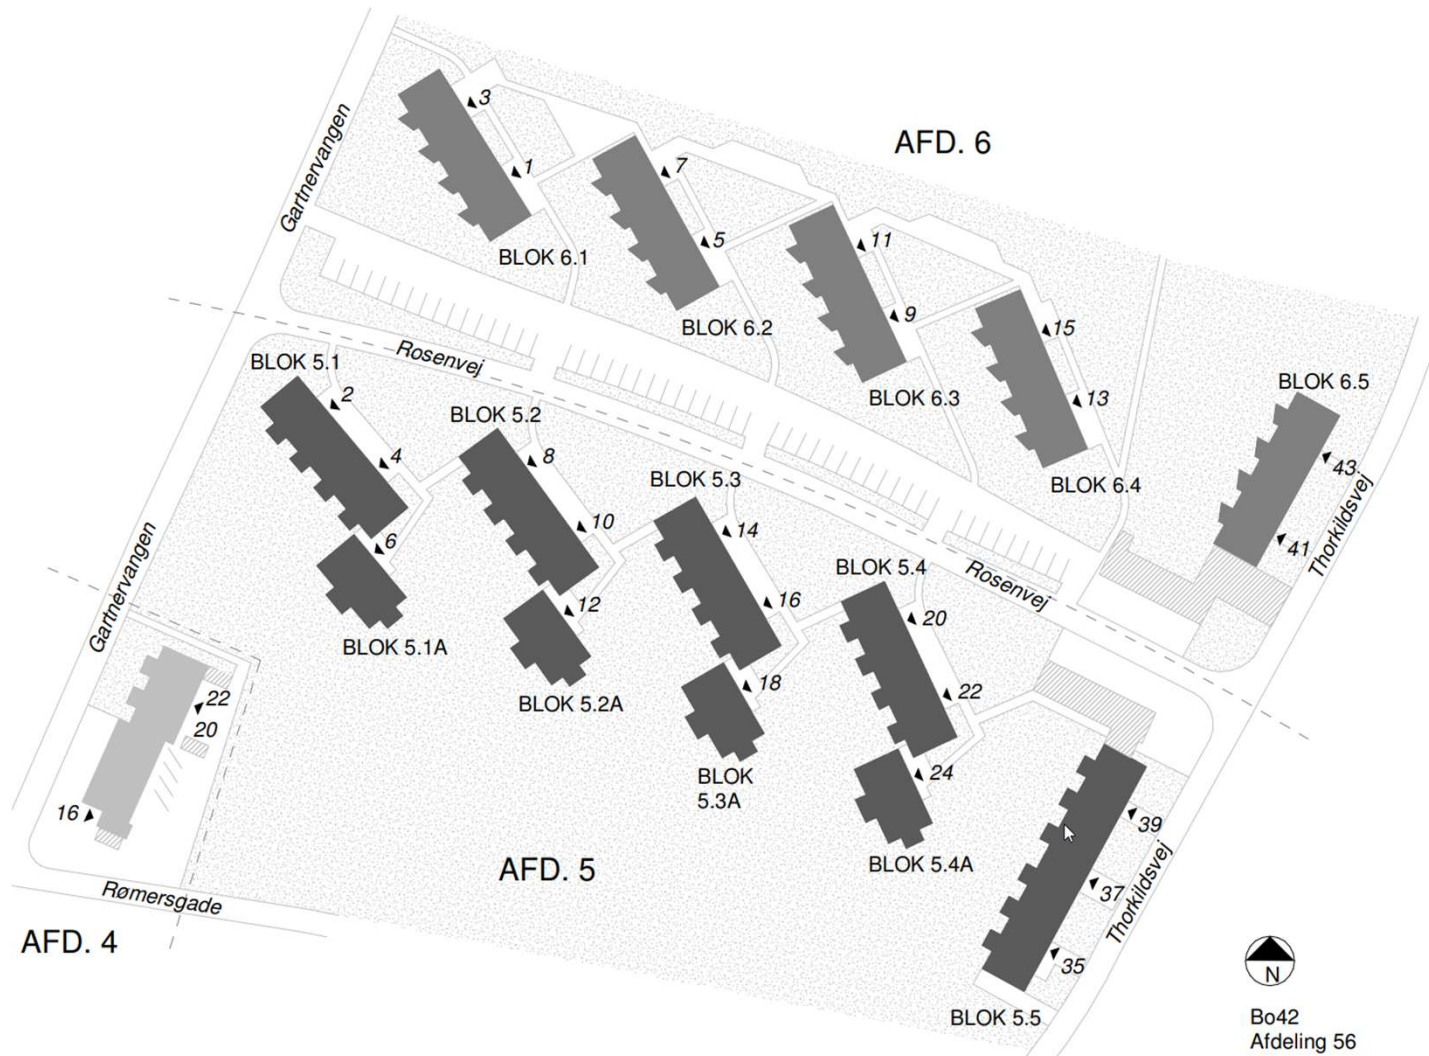 3
AFD. 6
Gartnervangen
1
7
5
11
BLOK 6.1
9
15
BLOK 6.2
Rosenvej
BLOK 5.1
BLOK 6.5
2
BLOK 6.3
13
BLOK 5.2
4
8
43
BLOK 5.3
BLOK 6.4
10
14
6
41
Thorkildsvej
BLOK 5.4
Rosenvej
Gartnervangen
12
16
20
BLOK 5.1A
18
22
BLOK 5.2A
22
20
BLOK
5.3A
24
16
39
BLOK 5.4A
AFD. 5
37
Thorkildsvej
Rømersgade
AFD. 4
35
N
BLOK 5.5
Bo42
Afdeling 56